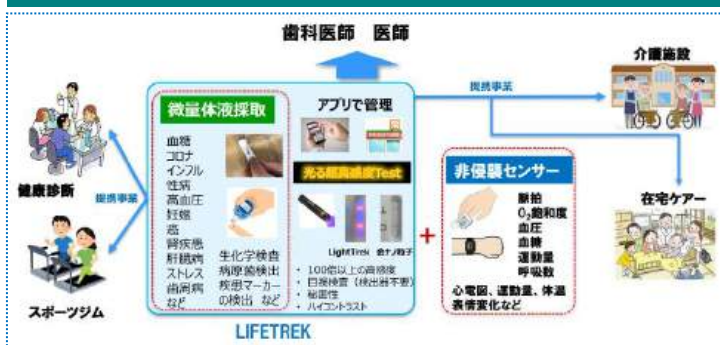 歯科医師 医師
介護施設
提携事業
微量体液採取
アプリで管理
血糖
コロナ
インフル
性病
高血圧
妊娠
癌
腎疾患
肝臓病
ストレス
歯周病
など
生化学検査
病原菌検出
疾患マーカー
の検出 など
光る超高感度Test
LightTrek 金ナノ粒子
• 100倍以上の高感度
• 目視検査（検出器不要）
• 秘匿性
• ハイコントラスト
健康診断
提携事業
スポーツジム
+
非侵襲センサー
脈拍
O₂飽和度
血圧
血糖
運動量
呼吸数
心電図、運動量、体温
表情変化など
在宅ケアー
LIFETREK